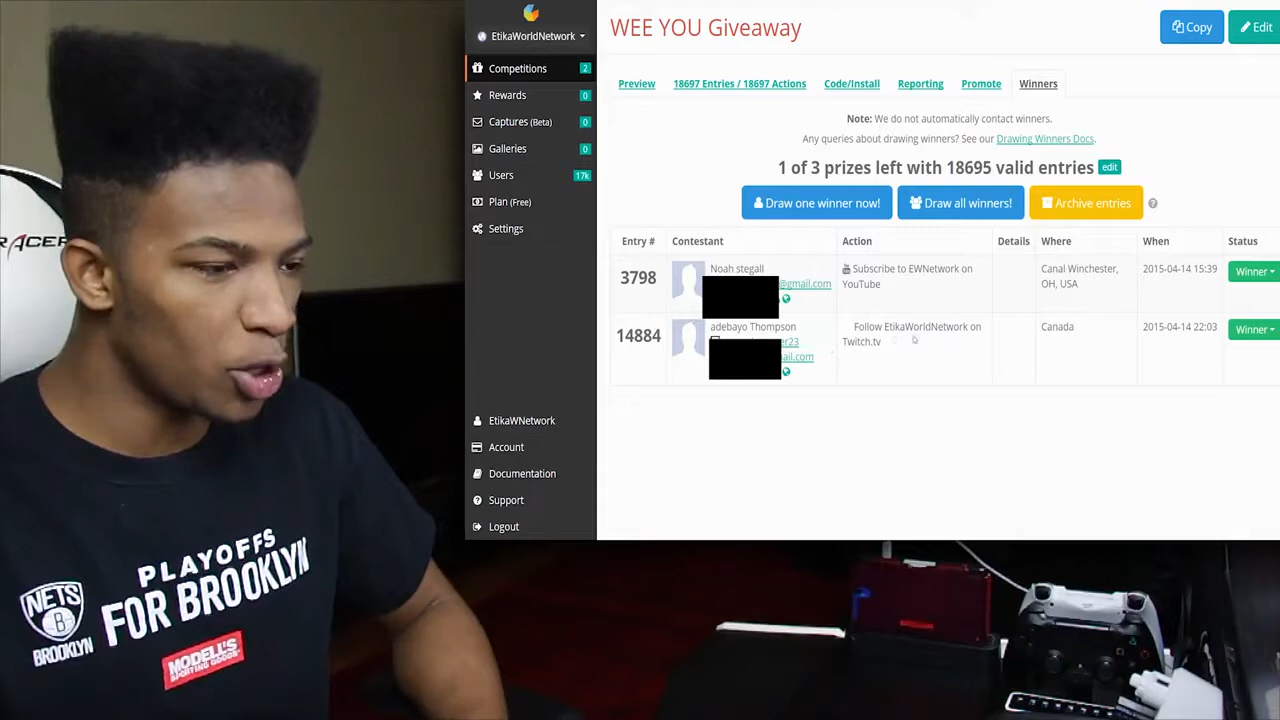 WEE YOU Giveaway
Copy
Edit
EtikaWorldNetwork
Competitions 2
Rewards 0
Captures (Beta) 0
Galleries 0
Users 17k
Plan (Free)
Settings
EtikaWNetwork
Account
Documentation
Support
Logout
Preview
18697 Entries / 18697 Actions
Code/Install
Reporting
Promote
Winners
Note: We do not automatically contact winners.
Any queries about drawing winners? See our Drawing Winners Docs.
1 of 3 prizes left with 18695 valid entries edit
Draw one winner now!
Draw all winners!
Archive entries
Entry # Contestant Action Details Where When Status
3798
Noah stegall
@gmail.com
Subscribe to EWNetwork on
YouTube
Canal Winchester,
OH, USA
2015-04-14 15:39
Winner
14884
adebayo Thompson
er23
ail.com
Follow EtikaWorldNetwork on
Twitch.tv
Canada
2015-04-14 22:03
Winner
RACER
PLAYOFFS
FOR BROOKLYN
NETS
B
BROOKLYN
MODELL'S
SPORTING GOODS